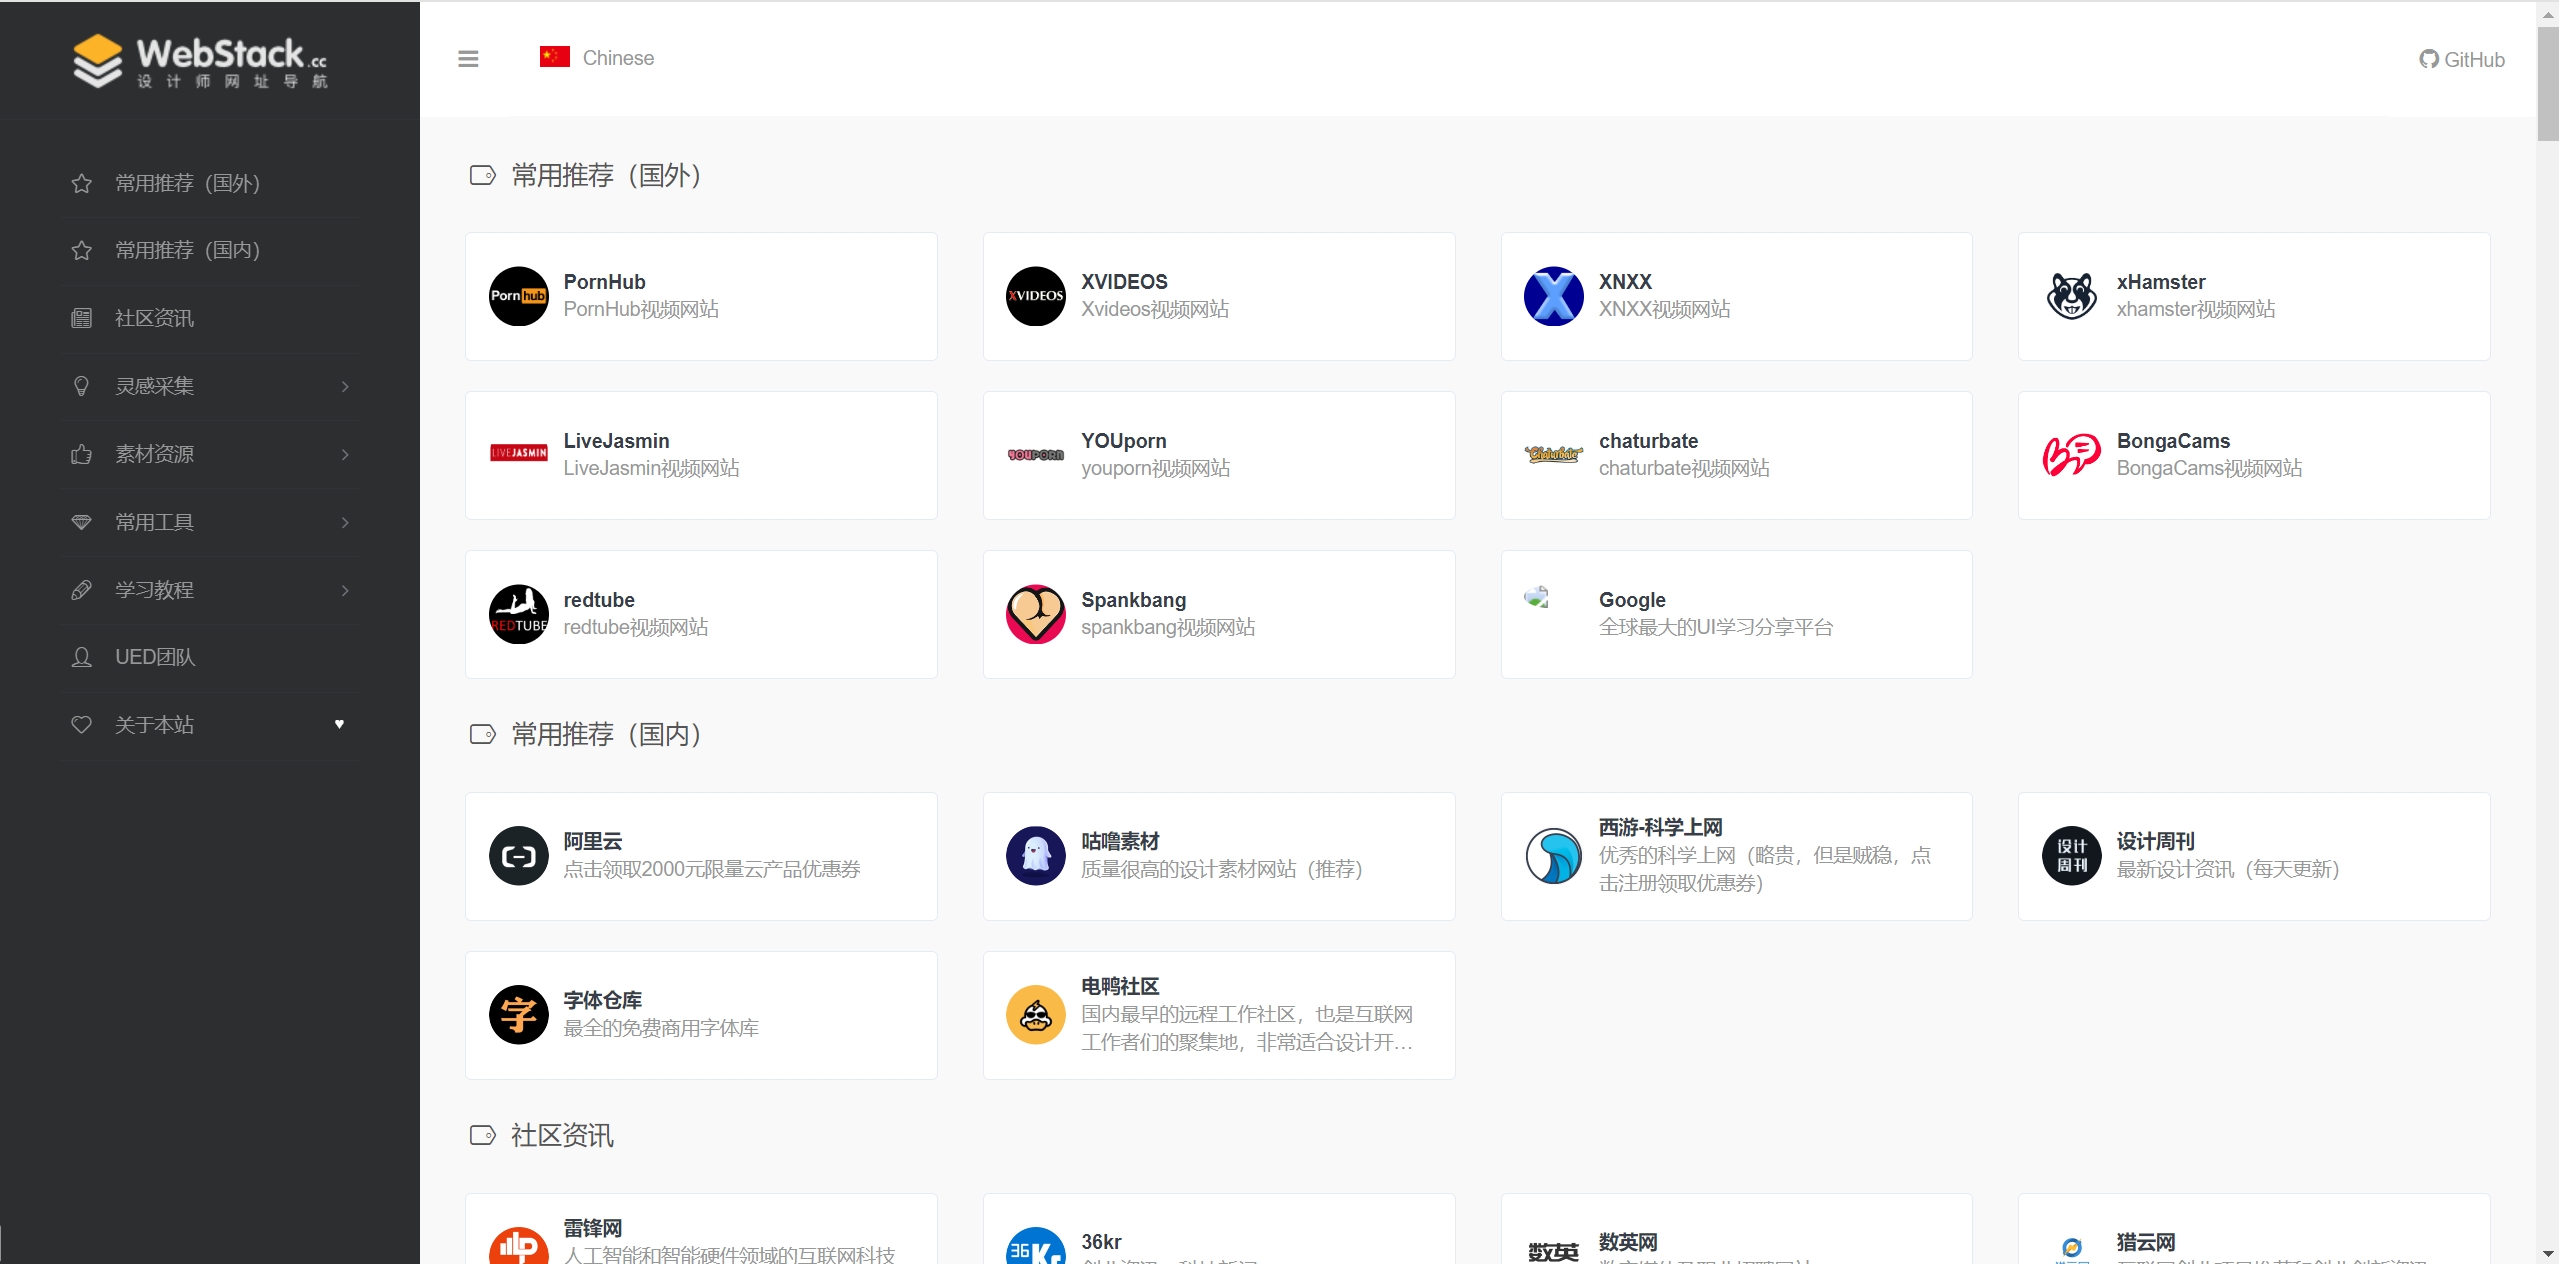 WebStack.cc
设计师网址导航
Chinese
GitHub
常用推荐（国外）
常用推荐（国内）
社区资讯
灵感采集
素材资源
常用工具
学习教程
UED团队
关于本站
♥
常用推荐（国外）
Porn hub
PornHub
PornHub视频网站
XVIDEOS
XVIDEOS
Xvideos视频网站
X
XNXX
XNXX视频网站
xHamster
xhamster视频网站
LIVEJASMIN
LiveJasmin
LiveJasmin视频网站
YOUPORN
YOUporn
youporn视频网站
Chaturbate
chaturbate
chaturbate视频网站
BongaCams
BongaCams视频网站
REDTUBE
redtube
redtube视频网站
Spankbang
spankbang视频网站
Google
全球最大的UI学习分享平台
常用推荐（国内）
阿里云
点击领取2000元限量云产品优惠券
咕噜素材
质量很高的设计素材网站（推荐）
西游-科学上网
优秀的科学上网（略贵，但是贼稳，点
击注册领取优惠券）
设计
周刊
设计周刊
最新设计资讯（每天更新）
字
字体仓库
最全的免费商用字体库
电鸭社区
国内最早的远程工作社区，也是互联网
工作者们的聚集地，非常适合设计开...
社区资讯
雷锋网
人工智能和智能硬件领域的互联网科技
36Kr
36kr
数英
数英网
猎云网